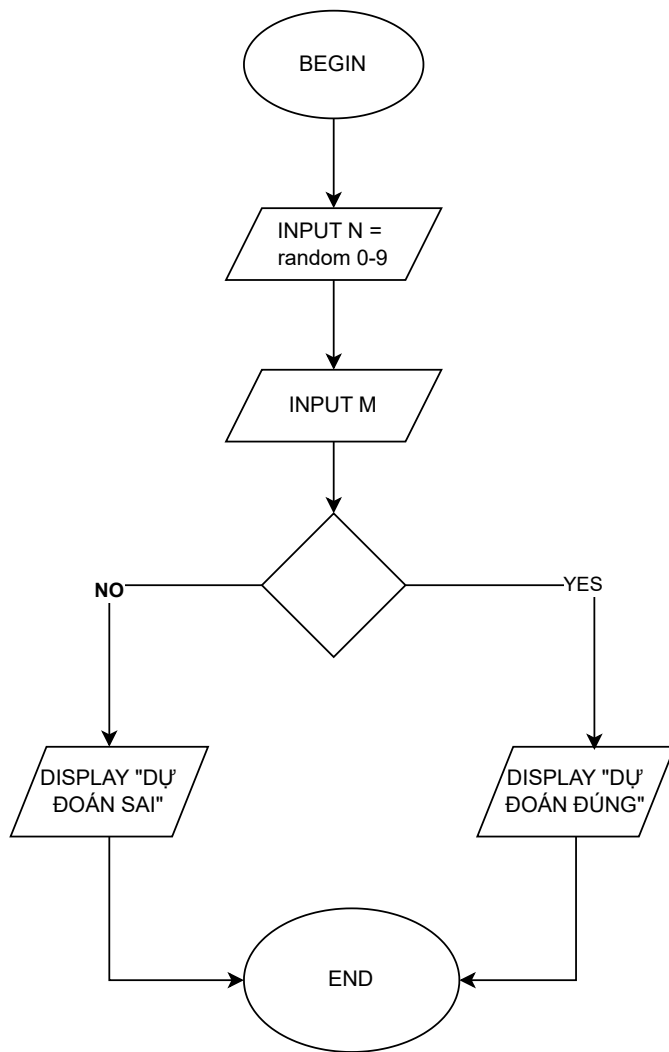 BEGIN
INPUT N =
random 0-9
INPUT M
NO
YES
DISPLAY "DỰ
ĐOÁN SAI"
DISPLAY "DỰ
ĐOÁN ĐÚNG"
END